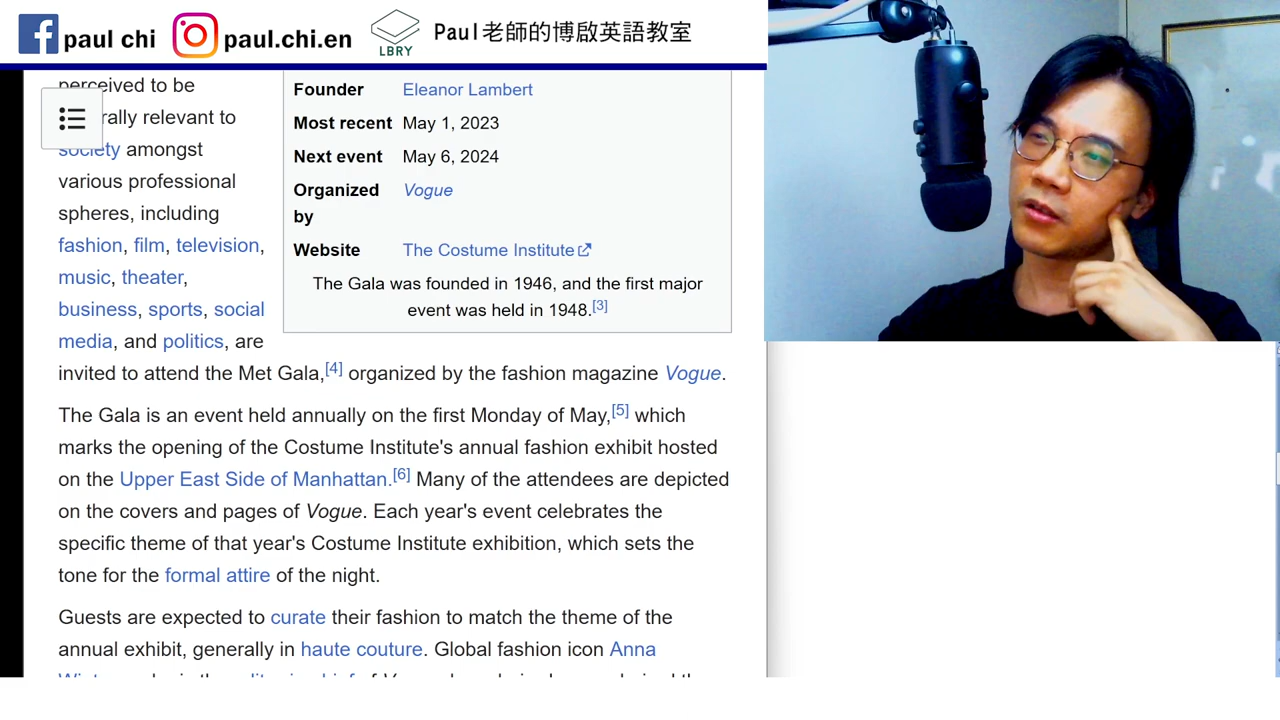 paul chi
paul.chi.en
LBRY
Paul老師的博啟英語教室
perceived to be
rally relevant to
society amongst
various professional
spheres, including
fashion, film, television,
music, theater,
business, sports, social
media, and politics, are
Founder Eleanor Lambert
Most recent May 1, 2023
Next event May 6, 2024
Organized by Vogue
Website The Costume Institute
The Gala was founded in 1946, and the first major
event was held in 1948.[3]
invited to attend the Met Gala,[4] organized by the fashion magazine Vogue.
The Gala is an event held annually on the first Monday of May,[5] which
marks the opening of the Costume Institute's annual fashion exhibit hosted
on the Upper East Side of Manhattan.[6] Many of the attendees are depicted
on the covers and pages of Vogue. Each year's event celebrates the
specific theme of that year's Costume Institute exhibition, which sets the
tone for the formal attire of the night.
Guests are expected to curate their fashion to match the theme of the
annual exhibit, generally in haute couture. Global fashion icon Anna